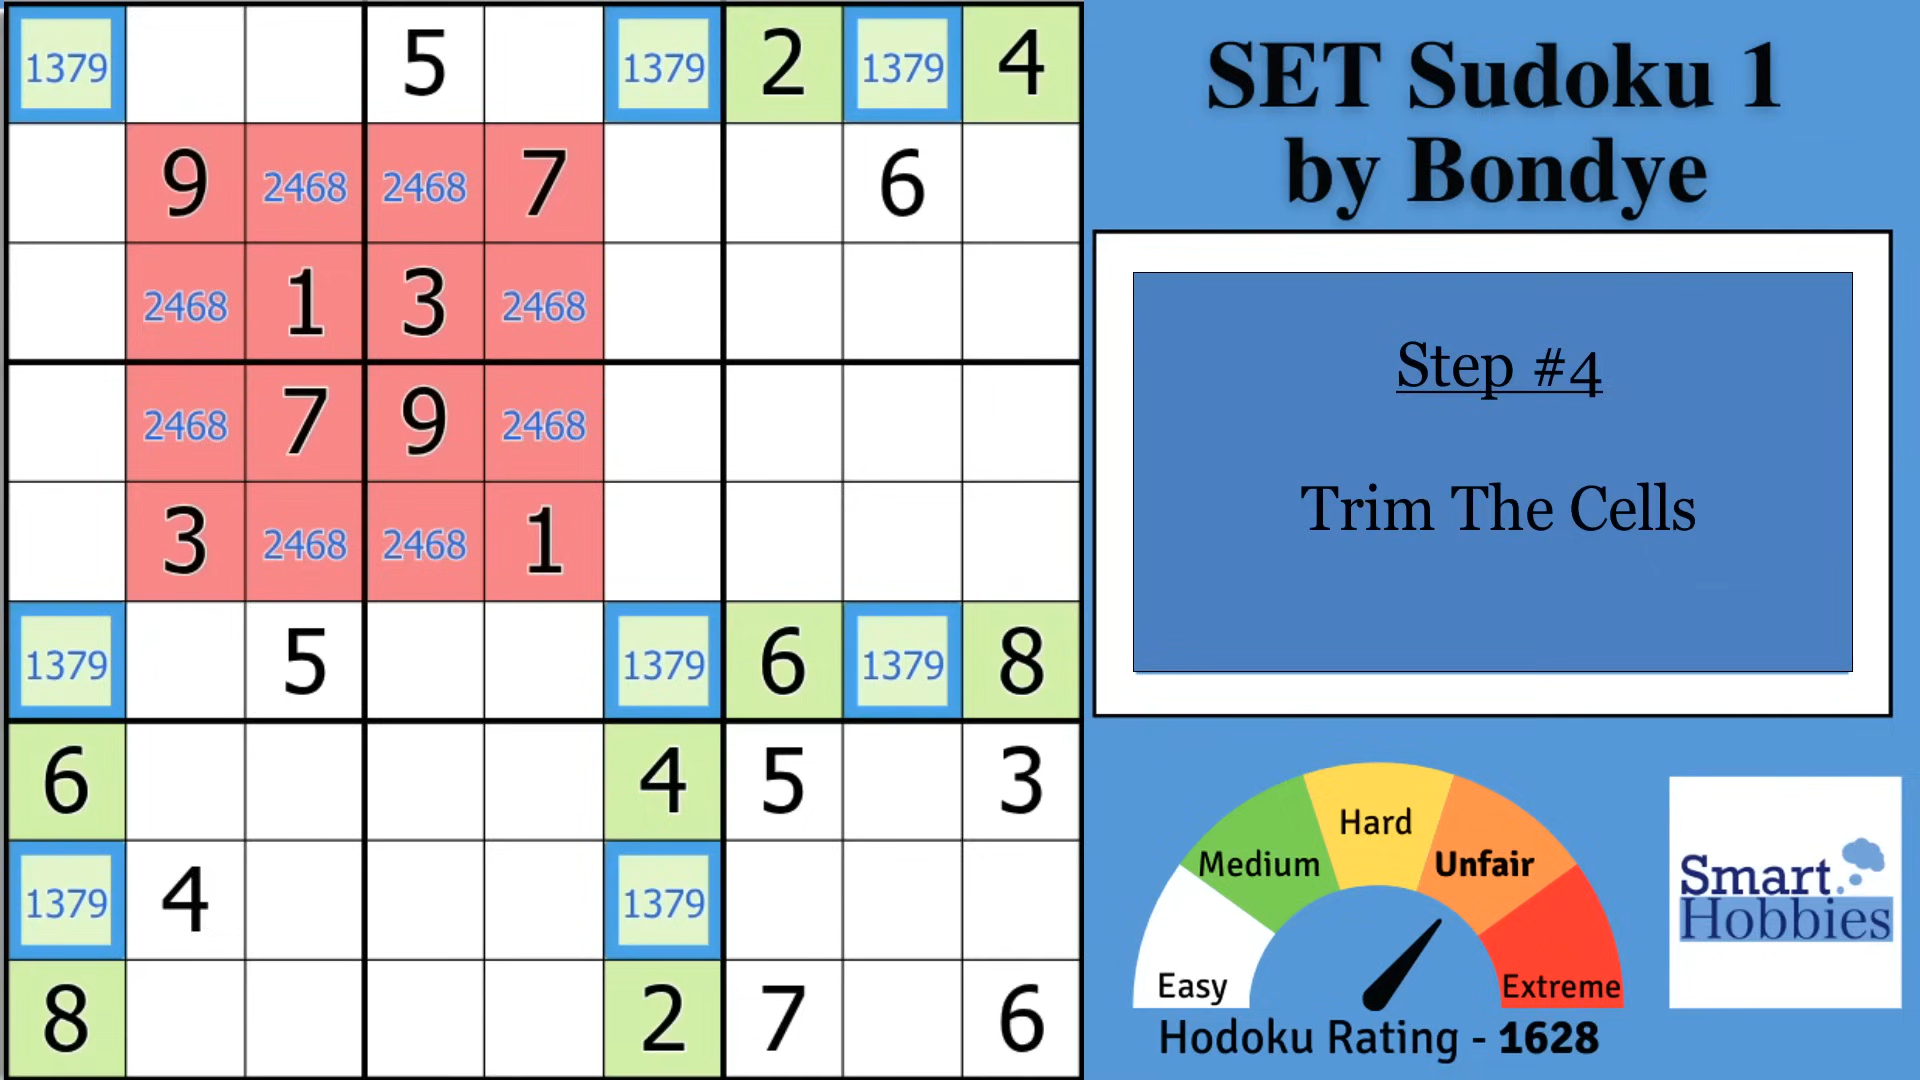 1379 5 1379 2 1379 4
9 2468 2468 7 6
2468 1 3 2468
2468 7 9 2468
3 2468 2468 1
1379 5 1379 6 1379 8
6 4 5 3
1379 4 1379
8 2 7 6
SET Sudoku 1
by Bondye
Step #4
Trim The Cells
Easy
Medium
Hard
Unfair
Extreme
Hodoku Rating - 1628
Smart
Hobbies